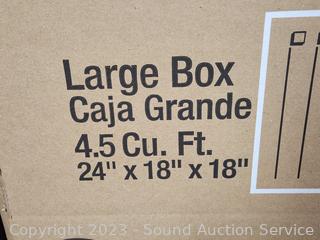 Large Box
Caja Grande
4.5 Cu. Ft.
24" x 18" x 18"
Copyright 2023 - Sound Auction Service